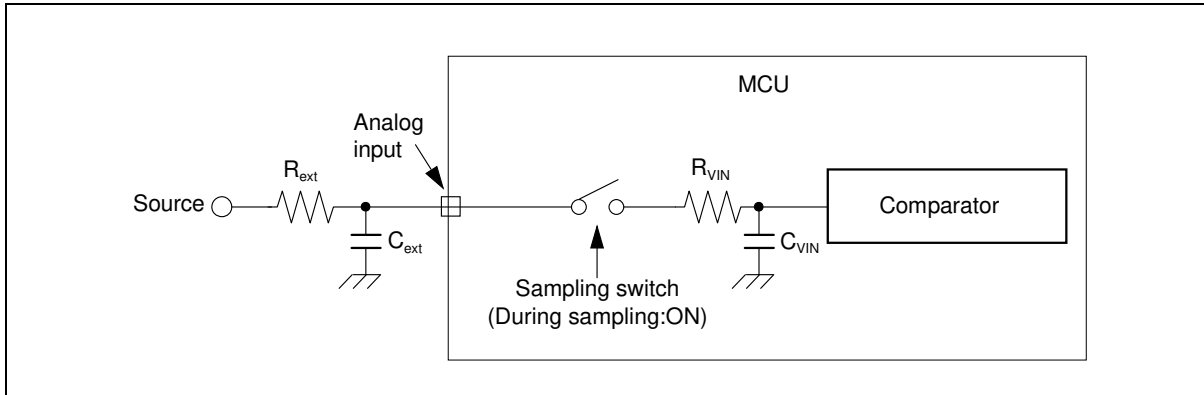 MCU
Analog
input
R_ext
R_VIN
Source
Comparator
C_ext
C_VIN
Sampling switch
(During sampling:ON)